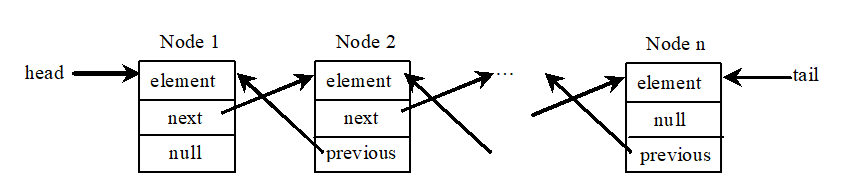 Node 1
Node 2
Node n
head
element
element
…
element
tail
next
next
null
null
previous
previous